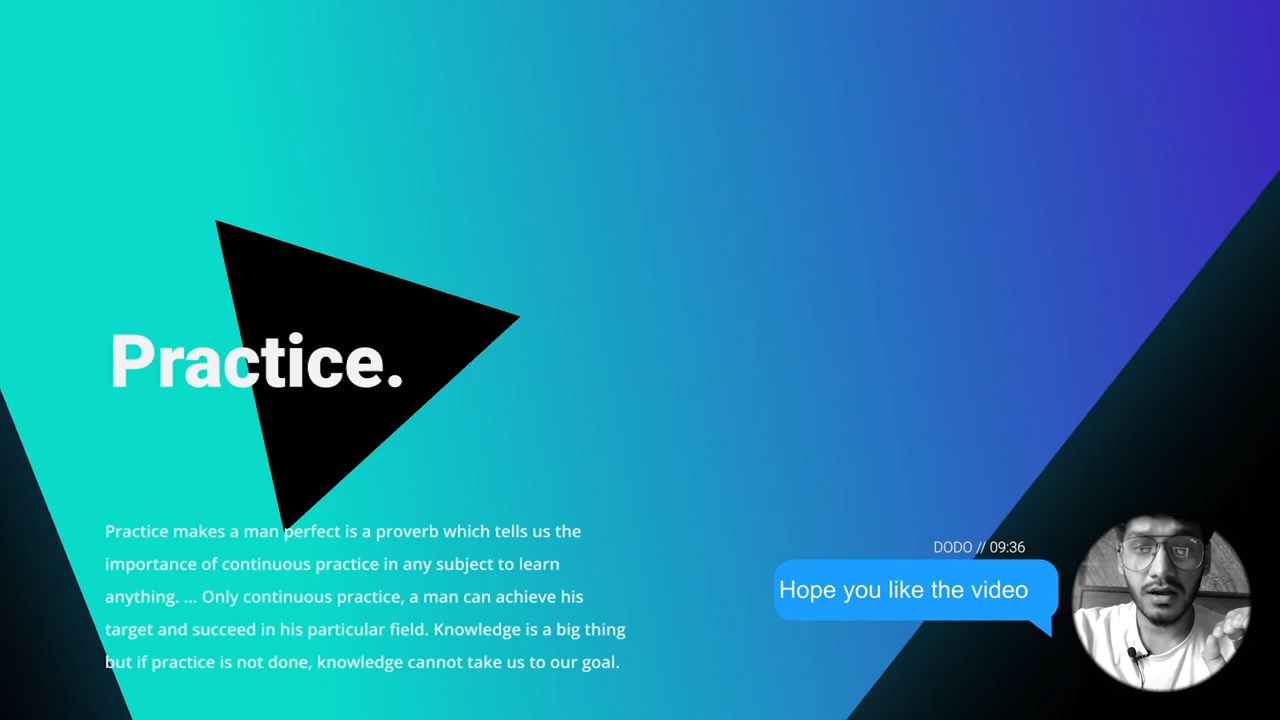 Practice.
Practice makes a man perfect is a proverb which tells us the
importance of continuous practice in any subject to learn
anything. ... Only continuous practice, a man can achieve his
target and succeed in his particular field. Knowledge is a big thing
but if practice is not done, knowledge cannot take us to our goal.
DODO // 09:36
Hope you like the video